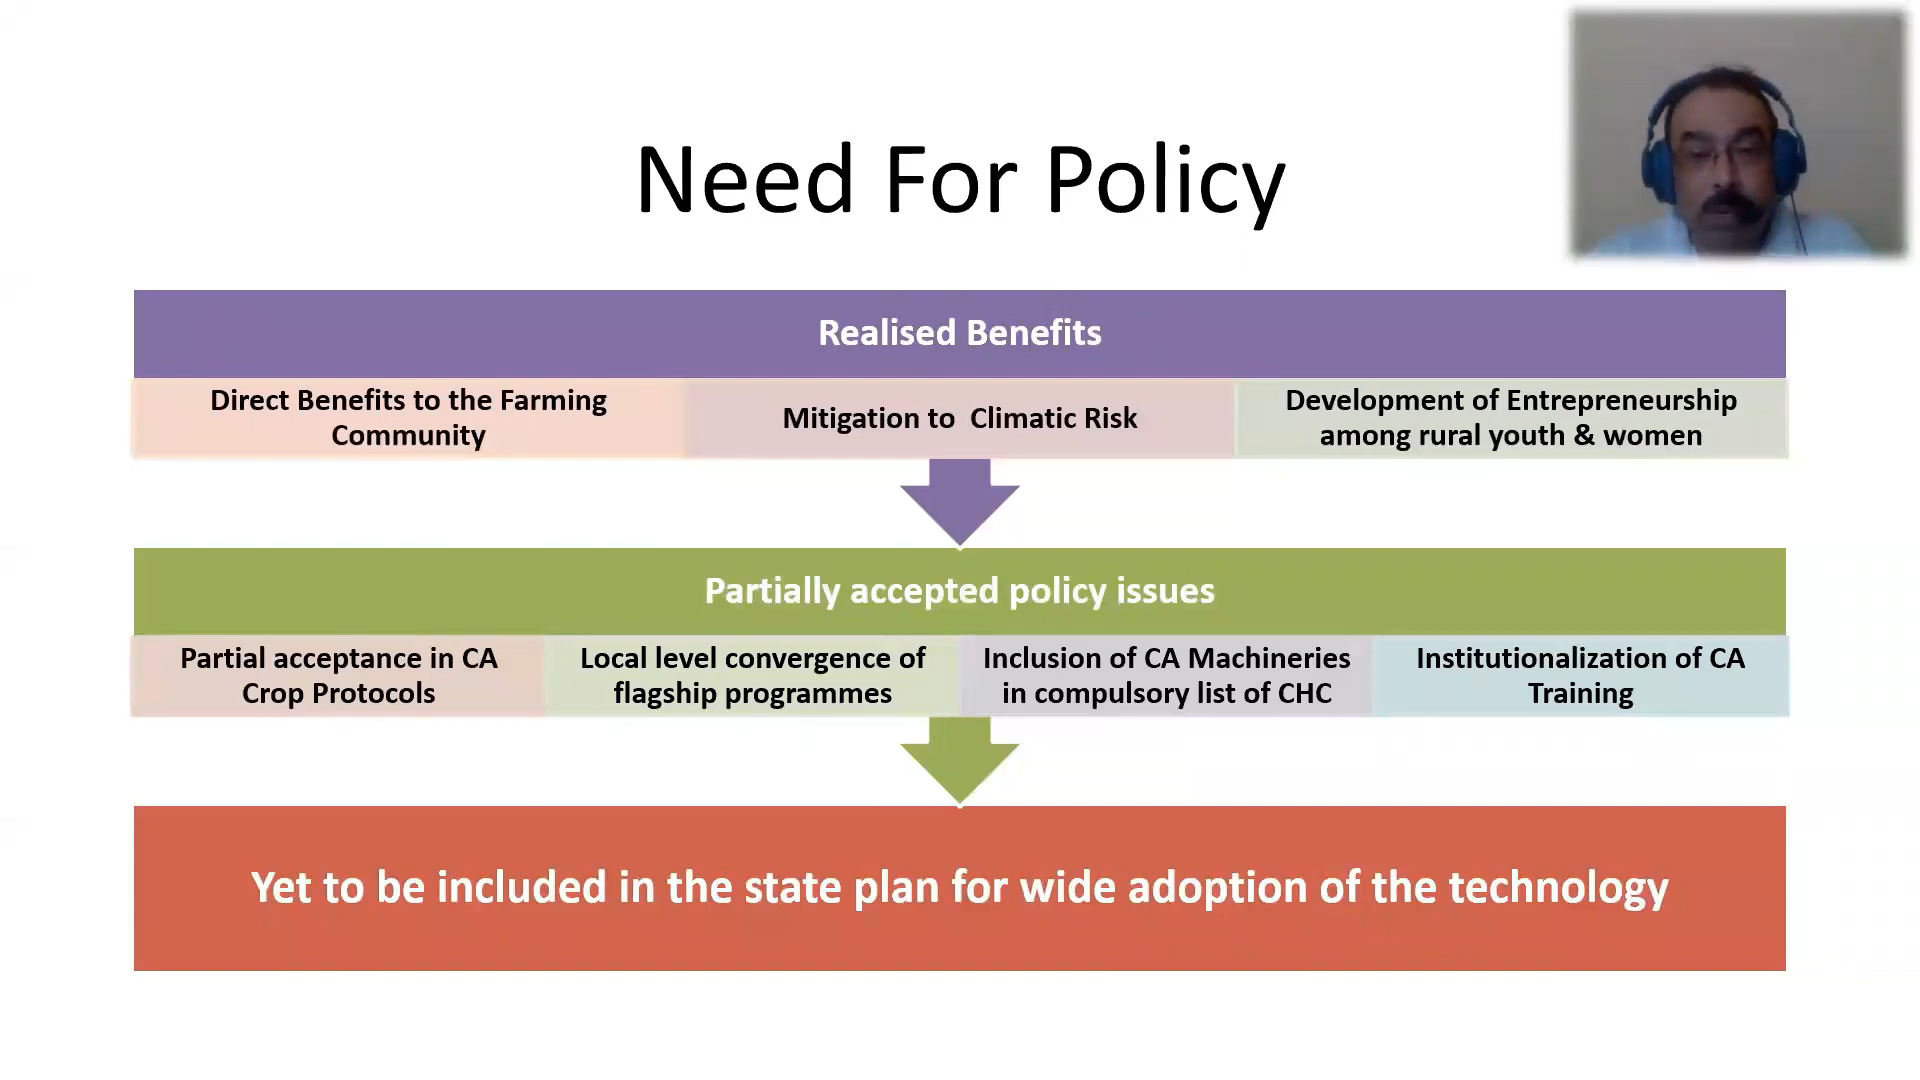 Need For Policy
Realised Benefits
Direct Benefits to the Farming
Community
Mitigation to  Climatic Risk
Development of Entrepreneurship
among rural youth & women
Partially accepted policy issues
Partial acceptance in CA
Crop Protocols
Local level convergence of
flagship programmes
Inclusion of CA Machineries
in compulsory list of CHC
Institutionalization of CA
Training
Yet to be included in the state plan for wide adoption of the technology